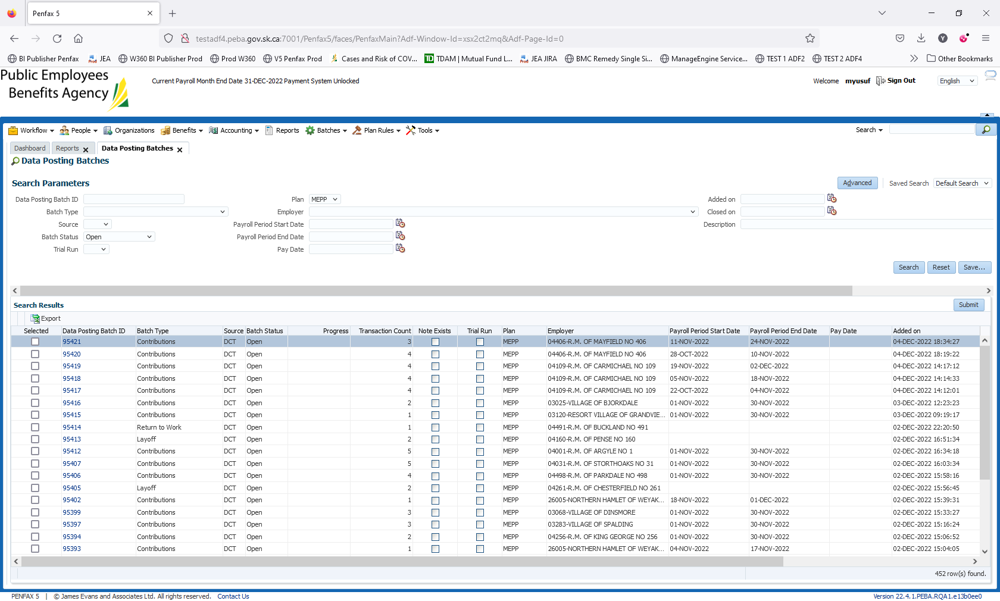 Penfax 5
testadf4.peba.gov.sk.ca:7001/Penfax5/faces/PenfaxMain?Adf-Window-Id=xsx2ct2mq&Adf-Page-Id=0
BI Publisher Penfax JEA W360 BI Publisher Prod Prod W360 V5 Penfax Prod Cases and Risk of COV... TD TDAM | Mutual Fund L... JEA JIRA BMC Remedy Single Si... ManageEngine Service... TEST 1 ADF2 TEST 2 ADF4 Other Bookmarks
Public Employees
Benefits Agency
Current Payroll Month End Date 31-DEC-2022 Payment System Unlocked
Welcome myusuf Sign Out English
Workflow People Organizations Benefits Accounting Reports Batches Plan Rules Tools Search
Dashboard Reports Data Posting Batches
Data Posting Batches
Search Parameters Advanced Saved Search Default Search
Data Posting Batch ID Plan MEPP Added on
Batch Type Employer Closed on
Source Payroll Period Start Date Description
Batch Status Open Payroll Period End Date
Trial Run Pay Date
Search Reset Save...
Search Results Submit
Export
Selected Data Posting Batch ID Batch Type Source Batch Status Progress Transaction Count Note Exists Trial Run Plan Employer Payroll Period Start Date Payroll Period End Date Pay Date Added on
95421 Contributions DCT Open 3 MEPP 04406-R.M. OF MAYFIELD NO 406 11-NOV-2022 24-NOV-2022 04-DEC-2022 18:34:27
95420 Contributions DCT Open 4 MEPP 04406-R.M. OF MAYFIELD NO 406 28-OCT-2022 10-NOV-2022 04-DEC-2022 18:19:22
95419 Contributions DCT Open 4 MEPP 04109-R.M. OF CARMICHAEL NO 109 19-NOV-2022 02-DEC-2022 04-DEC-2022 14:17:12
95418 Contributions DCT Open 4 MEPP 04109-R.M. OF CARMICHAEL NO 109 05-NOV-2022 18-NOV-2022 04-DEC-2022 14:14:33
95417 Contributions DCT Open 4 MEPP 04109-R.M. OF CARMICHAEL NO 109 22-OCT-2022 04-NOV-2022 04-DEC-2022 14:12:01
95416 Contributions DCT Open 2 MEPP 03025-VILLAGE OF BJORKDALE 01-NOV-2022 30-NOV-2022 03-DEC-2022 12:23:23
95415 Contributions DCT Open 1 MEPP 03120-RESORT VILLAGE OF GRANDVIE... 01-NOV-2022 30-NOV-2022 03-DEC-2022 09:19:17
95414 Return to Work DCT Open 1 MEPP 04491-R.M. OF BUCKLAND NO 491 02-DEC-2022 22:20:50
95413 Layoff DCT Open 2 MEPP 04160-R.M. OF PENSE NO 160 02-DEC-2022 16:51:34
95412 Contributions DCT Open 5 MEPP 04001-R.M. OF ARGYLE NO 1 01-NOV-2022 30-NOV-2022 02-DEC-2022 16:34:18
95407 Contributions DCT Open 5 MEPP 04031-R.M. OF STORTHOAKS NO 31 01-NOV-2022 30-NOV-2022 02-DEC-2022 16:03:34
95406 Contributions DCT Open 4 MEPP 04498-R.M. OF PARKDALE NO 498 01-NOV-2022 30-NOV-2022 02-DEC-2022 15:58:16
95405 Layoff DCT Open 2 MEPP 04261-R.M. OF CHESTERFIELD NO 261 02-DEC-2022 15:56:45
95402 Contributions DCT Open 1 MEPP 26005-NORTHERN HAMLET OF WEYAK... 18-NOV-2022 01-DEC-2022 02-DEC-2022 15:39:31
95399 Contributions DCT Open 3 MEPP 03068-VILLAGE OF DINSMORE 01-NOV-2022 30-NOV-2022 02-DEC-2022 15:33:27
95397 Contributions DCT Open 3 MEPP 03283-VILLAGE OF SPALDING 01-NOV-2022 30-NOV-2022 02-DEC-2022 15:16:24
95394 Contributions DCT Open 2 MEPP 04256-R.M. OF KING GEORGE NO 256 01-NOV-2022 30-NOV-2022 02-DEC-2022 15:06:52
95393 Contributions DCT Open 1 MEPP 26005-NORTHERN HAMLET OF WEYAK... 04-NOV-2022 17-NOV-2022 02-DEC-2022 15:04:05
452 row(s) found.
PENFAX 5 | © James Evans and Associates Ltd. All rights reserved. Contact Us Version 22.4.1.PEBA.RQA1.e13b0ee0